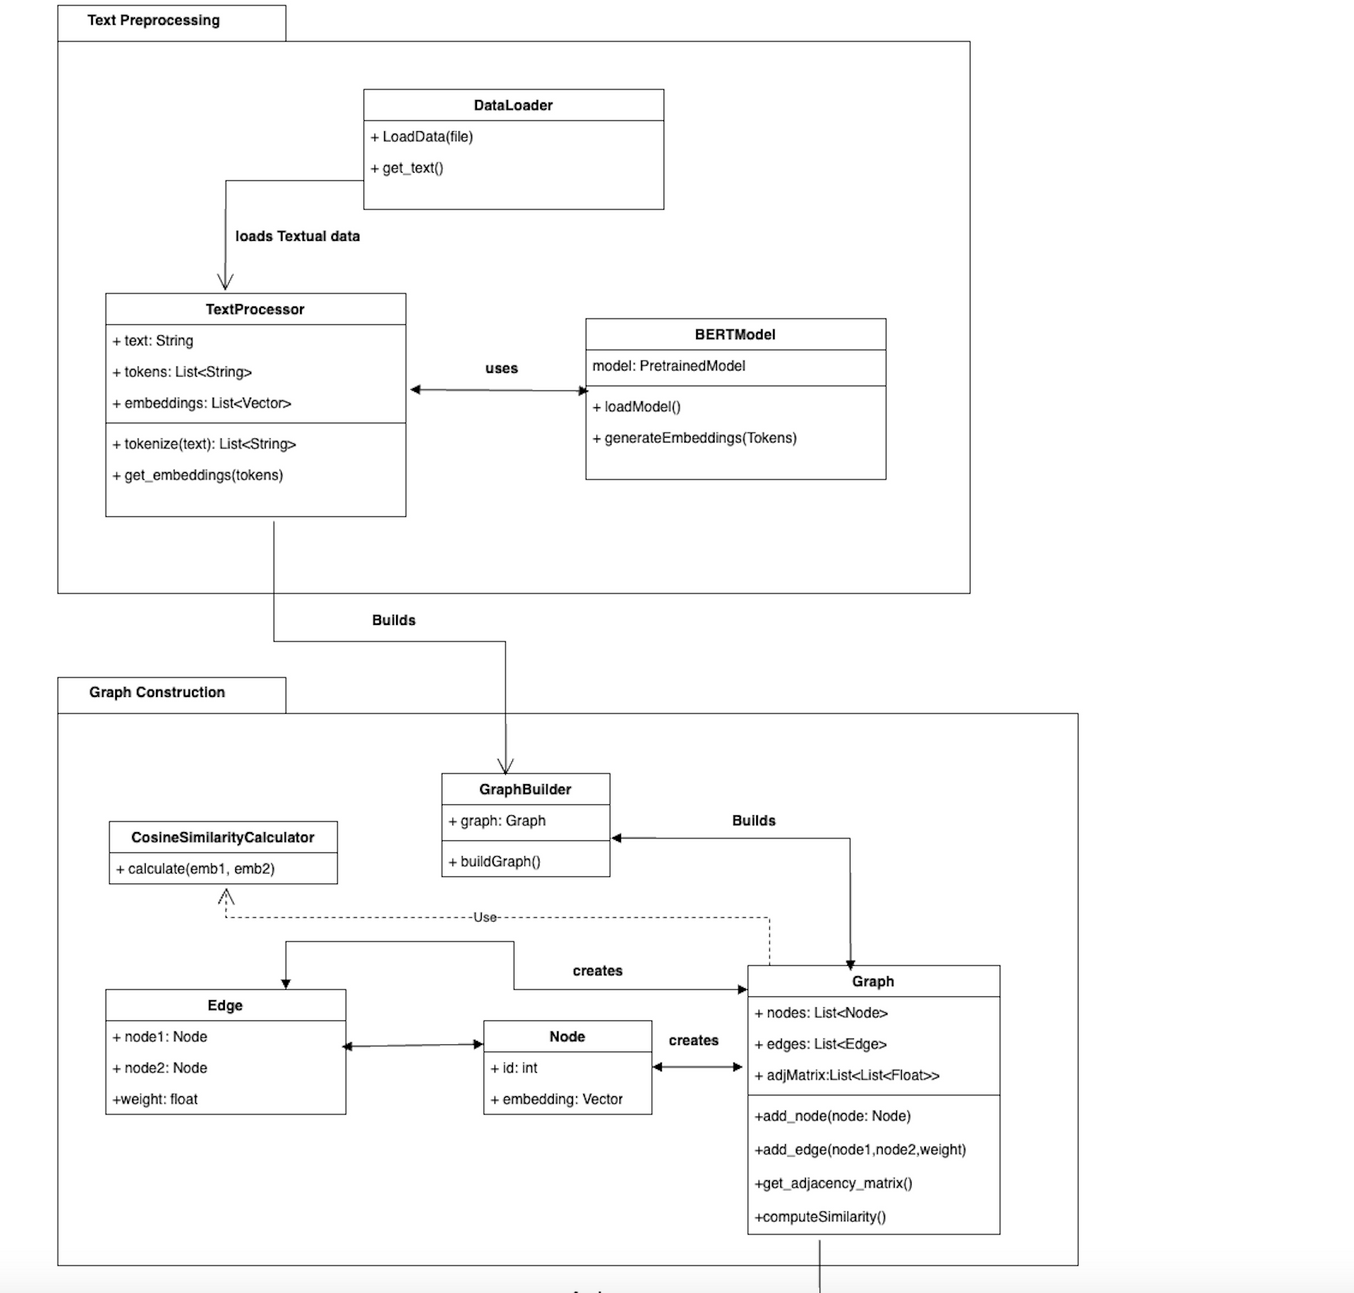 Text Preprocessing
DataLoader
+ LoadData(file)
+ get_text()
loads Textual data
TextProcessor
+ text: String
+ tokens: List<String>
+ embeddings: List<Vector>
+ tokenize(text): List<String>
+ get_embeddings(tokens)
uses
BERTModel
model: PretrainedModel
+ loadModel()
+ generateEmbeddings(Tokens)
Builds
Graph Construction
GraphBuilder
+ graph: Graph
+ buildGraph()
Builds
CosineSimilarityCalculator
+ calculate(emb1, emb2)
Use
creates
Edge
+ node1: Node
+ node2: Node
+weight: float
Node
+ id: int
+ embedding: Vector
creates
Graph
+ nodes: List<Node>
+ edges: List<Edge>
+ adjMatrix:List<List<Float>>
+add_node(node: Node)
+add_edge(node1,node2,weight)
+get_adjacency_matrix()
+computeSimilarity()